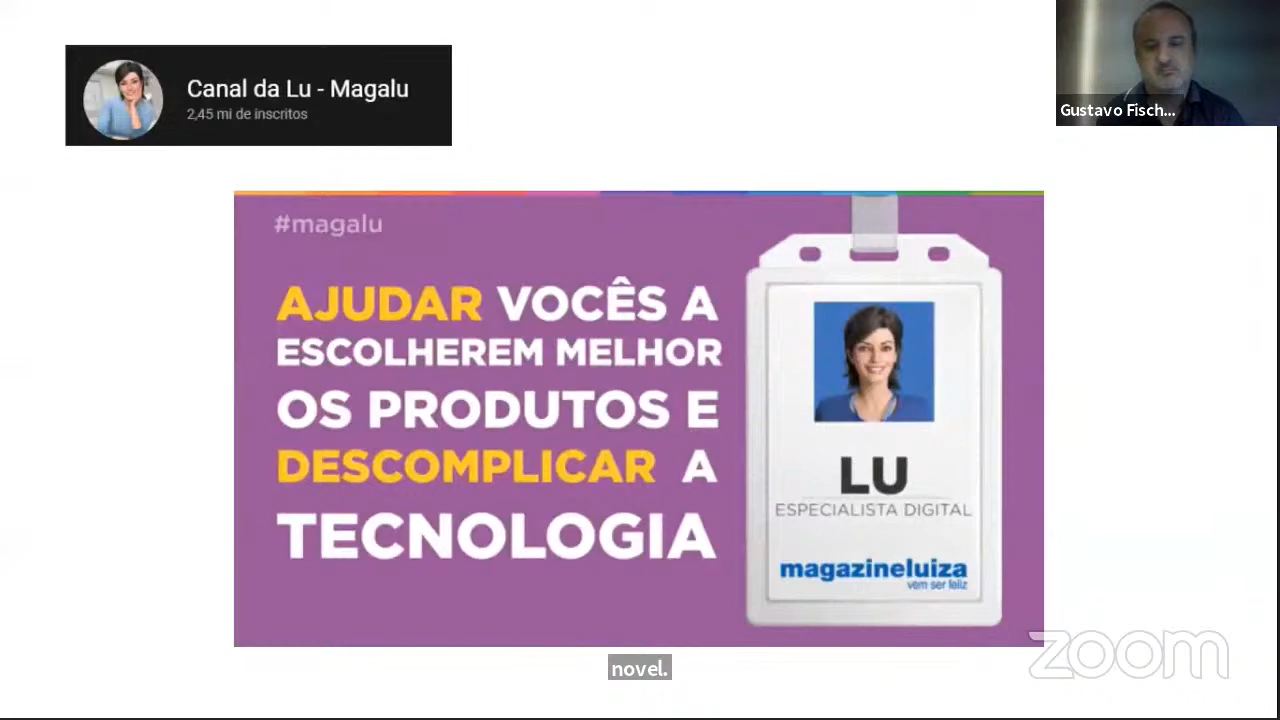 Canal da Lu - Magalu
2,45 mi de inscritos
Gustavo Fisch...
#magalu
AJUDAR VOCÊS A
ESCOLHEREM MELHOR
OS PRODUTOS E
DESCOMPLICAR A
TECNOLOGIA
LU
ESPECIALISTA DIGITAL
magazineluiza
vem ser feliz
zoom
novel.